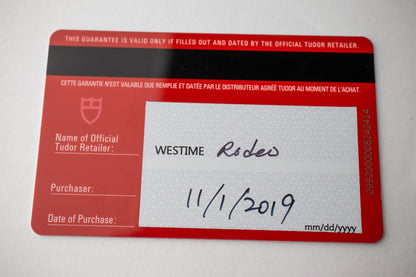 THIS GUARANTEE IS VALID ONLY IF FILLED OUT AND DATED BY THE OFFICIAL TUDOR RETAILER.
CETTE GARANTIE N'EST VALABLE QUE REMPLIE ET DATÉE PAR LE DISTRIBUTEUR AGRÉÉ TUDOR AU MOMENT DE L'ACHAT.
Name of Official
Tudor Retailer:
WESTIME Rodeo
Purchaser:
11/1/2019
Date of Purchase:
mm/dd/yyyy
0992000008242414